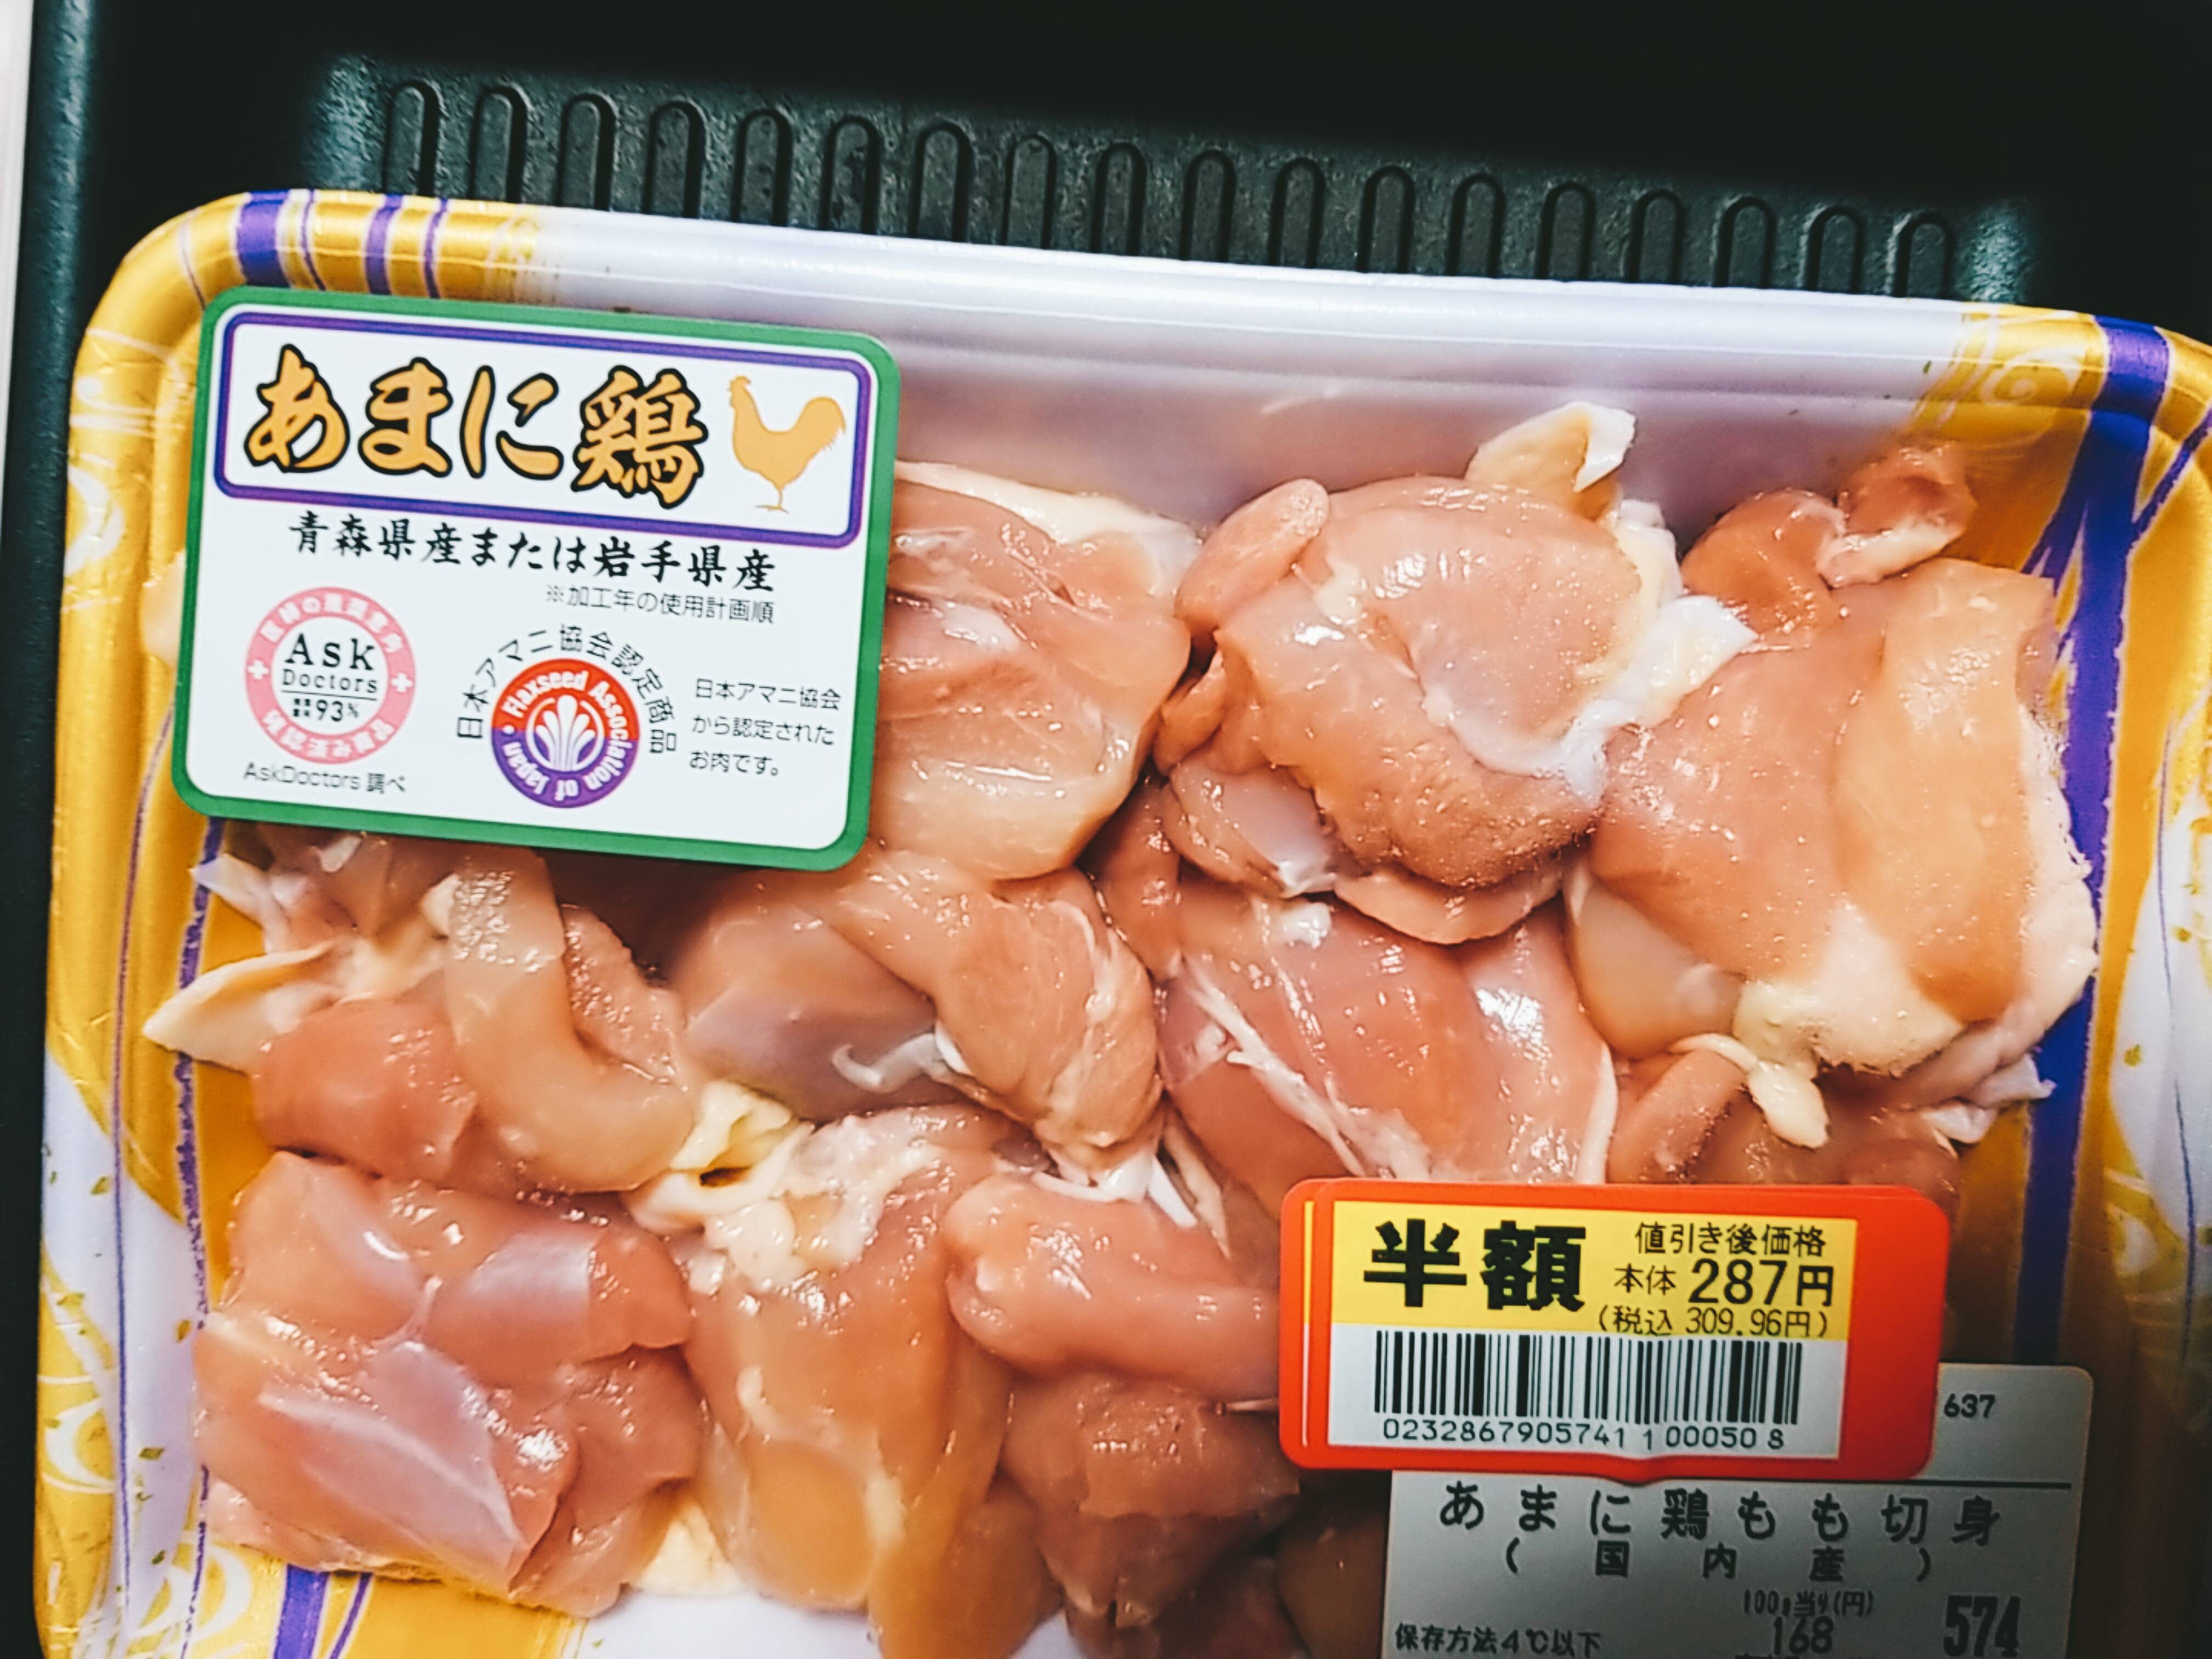 あまに鶏
青森県産または岩手県産
※加工年の使用計画順
Ask
Doctors
93%
AskDoctors 調べ
日本アマニ協会認定商品
Flaxseed Association of Japan
日本アマニ協会
から認定された
お肉です。
半額
値引き後価格
本体 287円
(税込 309.96円)
0232867905741 1 00050 8
637
あまに鶏もも切身
(国内産)
100g当り(円)
保存方法4℃以下 168 574